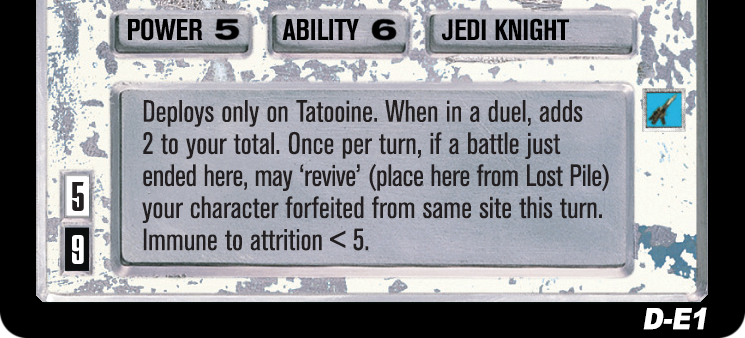 POWER 5 ABILITY 6 JEDI KNIGHT
Deploys only on Tatooine. When in a duel, adds
2 to your total. Once per turn, if a battle just
ended here, may ‘revive’ (place here from Lost Pile)
your character forfeited from same site this turn.
Immune to attrition < 5.
5
9
D-E1